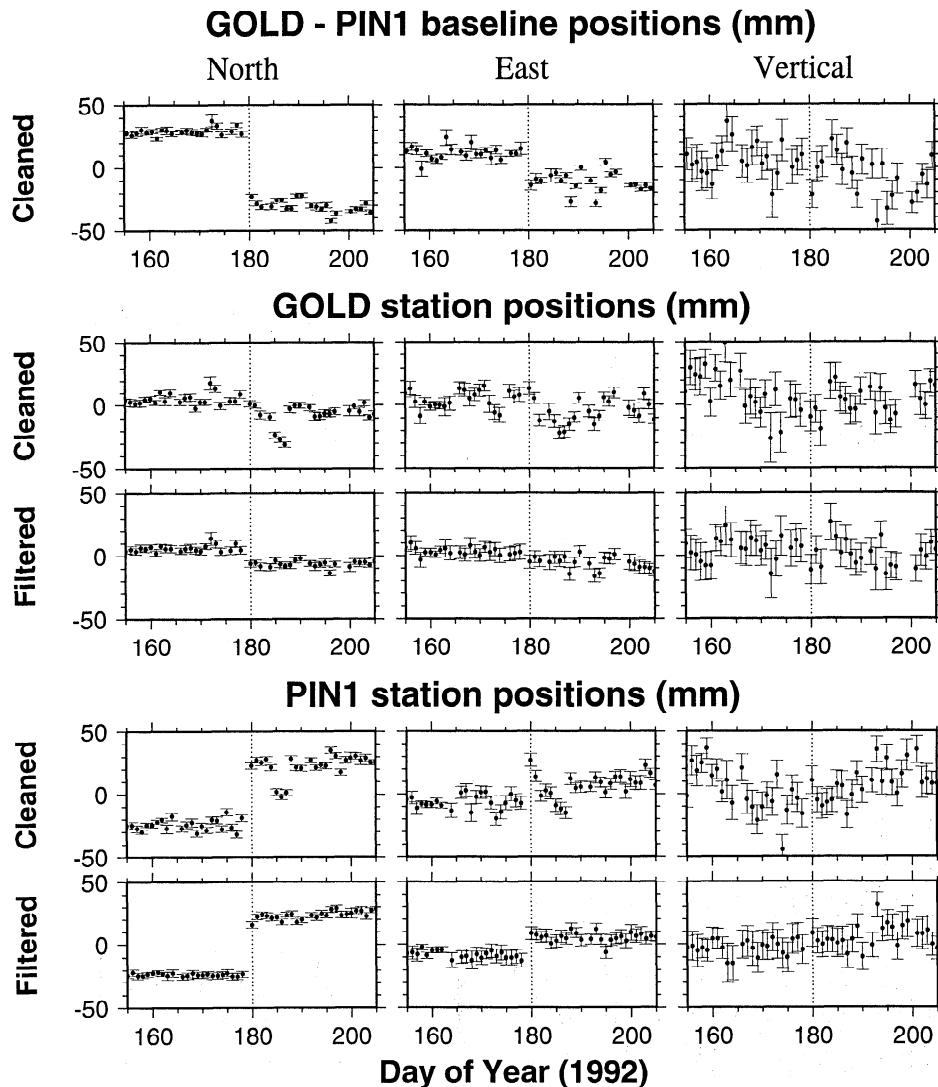 GOLD - PIN1 baseline positions (mm)
North East Vertical
Cleaned
50
0
-50
160 200 160 200 160 200
GOLD station positions (mm)
Cleaned
50
0
-50
Filtered
50
0
-50
160 180 200 160 180 200 160 180 200
PIN1 station positions (mm)
Cleaned
50
0
-50
Filtered
50
0
-50
160 180 200 160 180 200 160 180 200
Day of Year (1992)